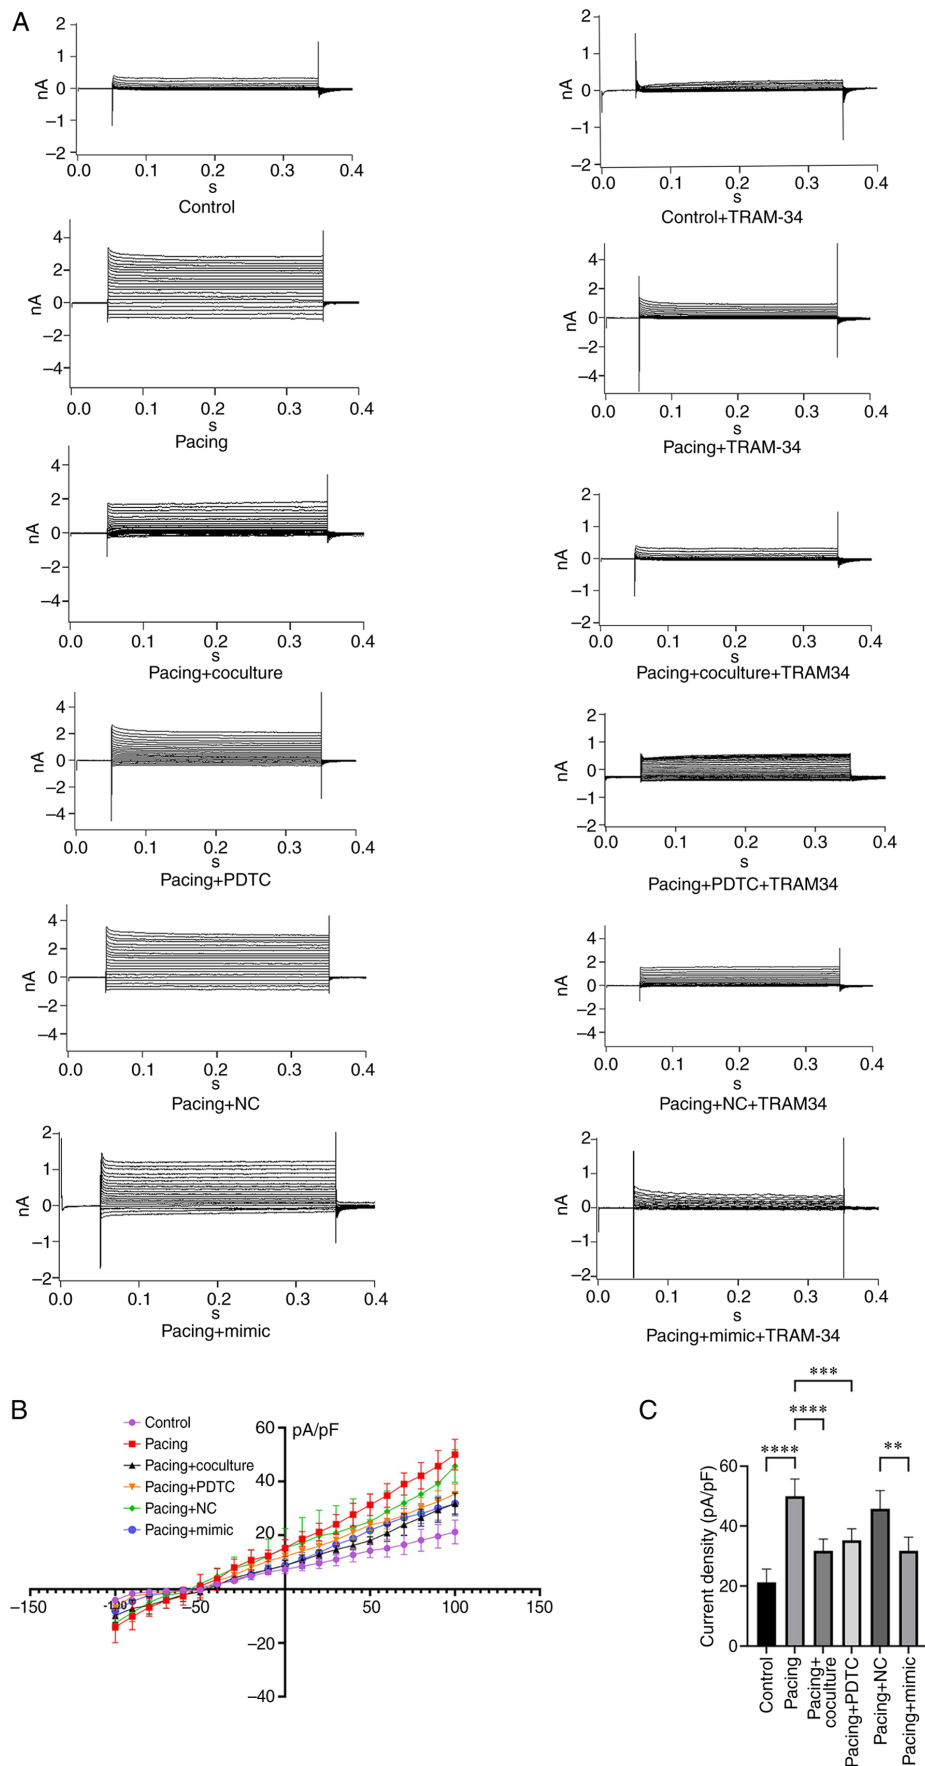 A
2
1
0
−1
−2
nA
0.0 0.1 0.2 0.3 0.4
s
Control
2
1
0
−1
−2
nA
0.0 0.1 0.2 0.3 0.4
s
Control+TRAM-34
4
2
0
−2
−4
nA
0.0 0.1 0.2 0.3 0.4
s
Pacing
4
2
0
−2
−4
nA
0.0 0.1 0.2 0.3 0.4
s
Pacing+TRAM-34
4
2
0
−2
−4
nA
0.0 0.1 0.2 0.3 0.4
s
Pacing+coculture
2
1
0
−1
−2
nA
0.0 0.1 0.2 0.3 0.4
s
Pacing+coculture+TRAM34
4
2
0
−2
−4
nA
0.0 0.1 0.2 0.3 0.4
s
Pacing+PDTC
2
1
0
−1
−2
nA
0.0 0.1 0.2 0.3 0.4
s
Pacing+PDTC+TRAM34
4
2
0
−2
−4
nA
0.0 0.1 0.2 0.3 0.4
s
Pacing+NC
4
2
0
−2
−4
nA
0.0 0.1 0.2 0.3 0.4
s
Pacing+NC+TRAM34
2
1
0
−1
−2
nA
0.0 0.1 0.2 0.3 0.4
s
Pacing+mimic
2
1
0
−1
−2
nA
0.0 0.1 0.2 0.3 0.4
s
Pacing+mimic+TRAM-34
B
Control
Pacing
Pacing+coculture
Pacing+PDTC
Pacing+NC
Pacing+mimic
pA/pF
60
40
20
−20
−40
−150 -100 −50 50 100 150
C
***
****
**** **
Current density (pA/pF)
60
40
20
0
Control
Pacing
Pacing+
coculture
Pacing+PDTC
Pacing+NC
Pacing+mimic